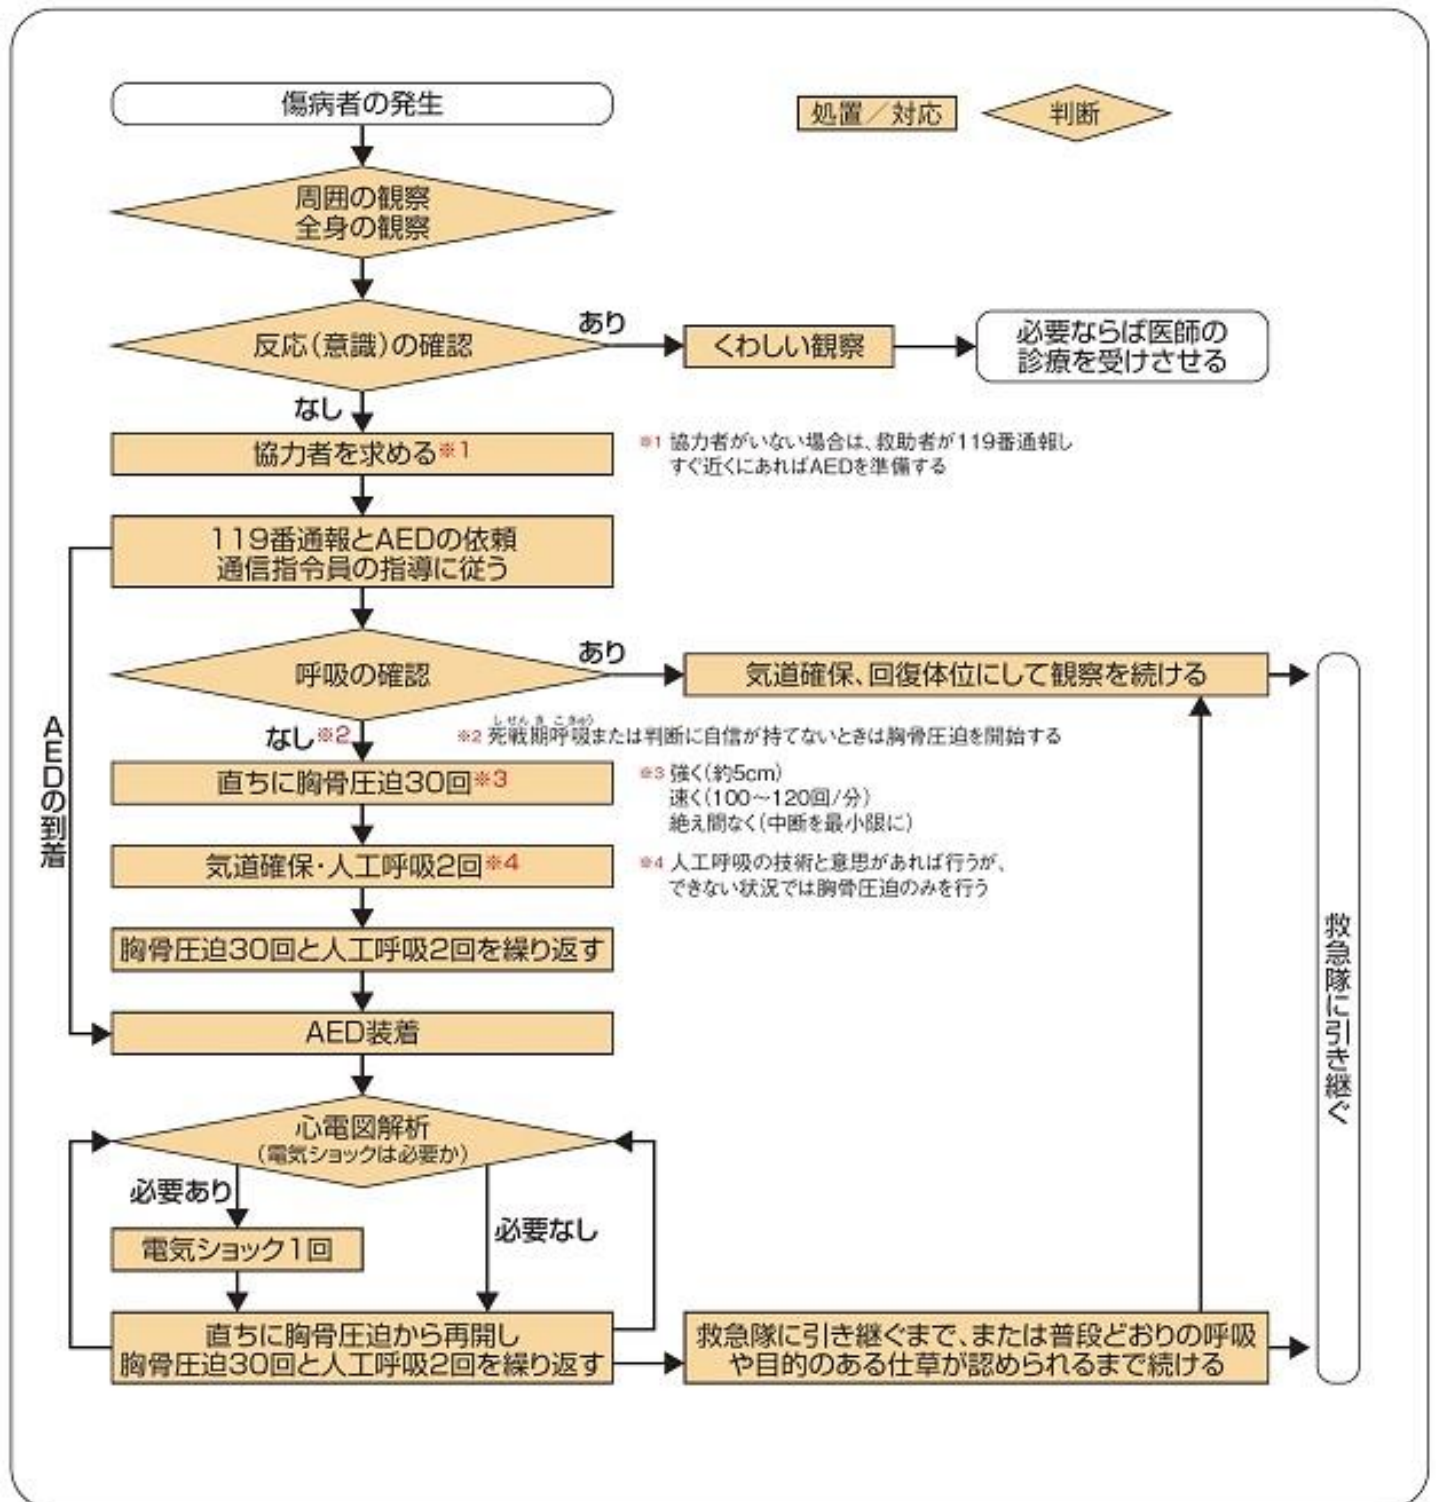 傷病者の発生
処置／対応
判断
周囲の観察
全身の観察
反応（意識）の確認
あり
くわしい観察
必要ならば医師の
診療を受けさせる
なし
協力者を求める※1
※1 協力者がいない場合は、救助者が119番通報し
すぐ近くにあればAEDを準備する
119番通報とAEDの依頼
通信指令員の指導に従う
呼吸の確認
あり
気道確保、回復体位にして観察を続ける
AEDの到着
なし※2
しせんきこきゅう
※2 死戦期呼吸または判断に自信が持てないときは胸骨圧迫を開始する
直ちに胸骨圧迫30回※3
※3 強く（約5cm）
速く（100～120回/分）
絶え間なく（中断を最小限に）
気道確保・人工呼吸2回※4
※4 人工呼吸の技術と意思があれば行うが、
できない状況では胸骨圧迫のみを行う
胸骨圧迫30回と人工呼吸2回を繰り返す
救急隊に引き継ぐ
AED装着
心電図解析
（電気ショックは必要か）
必要あり
必要なし
電気ショック1回
直ちに胸骨圧迫から再開し
胸骨圧迫30回と人工呼吸2回を繰り返す
救急隊に引き継ぐまで、または普段どおりの呼吸
や目的のある仕草が認められるまで続ける